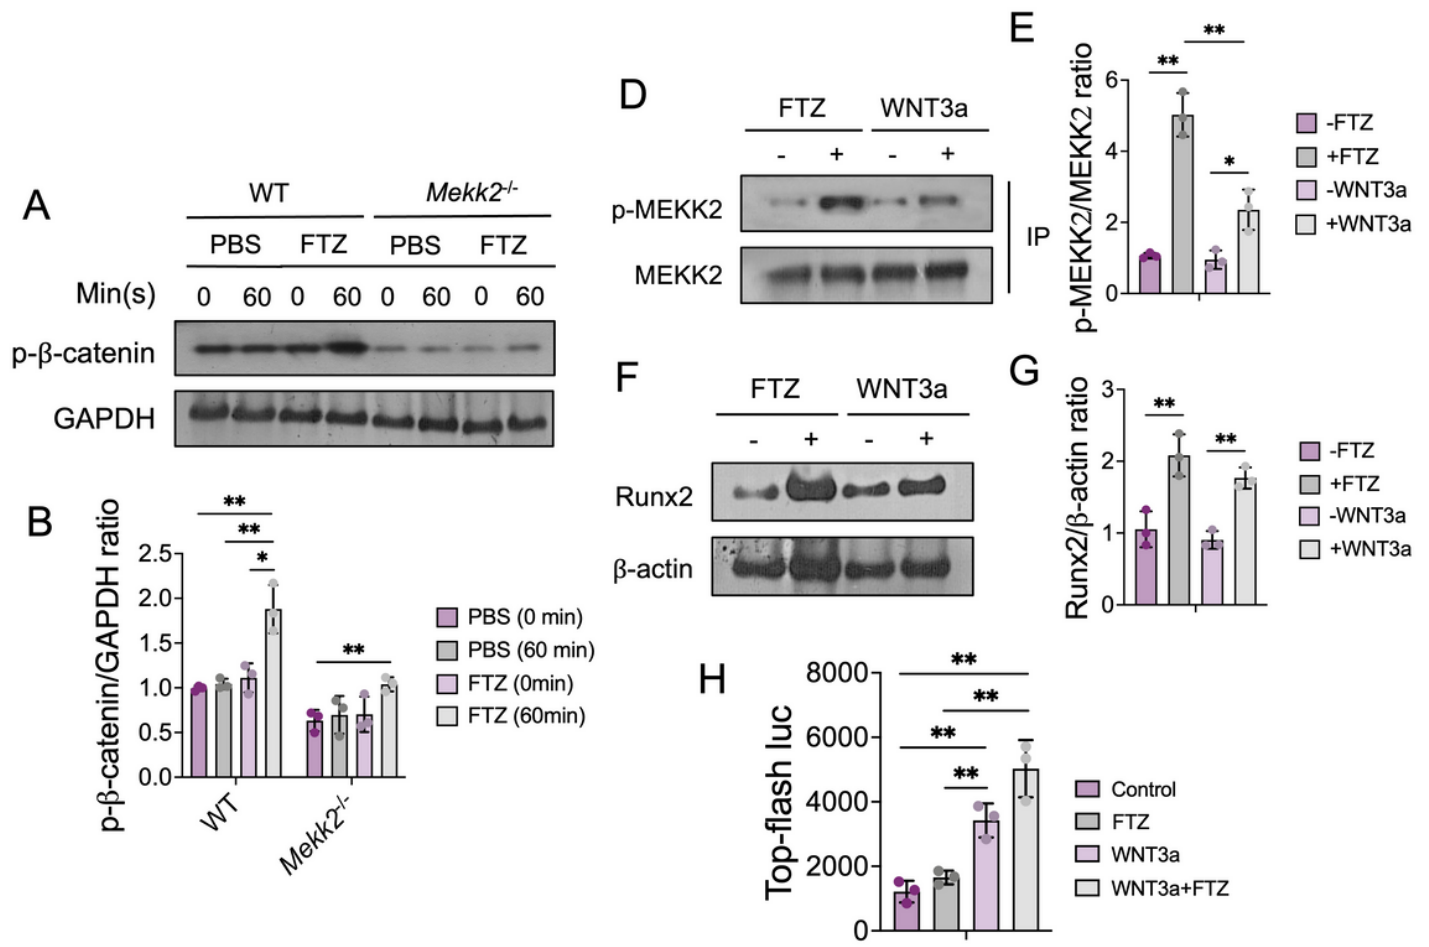 A
WT Mekk2-/-
PBS FTZ PBS FTZ
Min(s) 0 60 0 60 0 60 0 60
p-β-catenin
GAPDH
B
p-β-catenin/GAPDH ratio
2.5
2.0
1.5
1.0
0.5
0.0
**
**
*
**
WT
Mekk2-/-
PBS (0 min)
PBS (60 min)
FTZ (0min)
FTZ (60min)
D
FTZ WNT3a
- + - +
p-MEKK2
MEKK2
IP
E
p-MEKK2/MEKK2 ratio
6
4
2
0
**
**
*
-FTZ
+FTZ
-WNT3a
+WNT3a
F
FTZ WNT3a
- + - +
Runx2
β-actin
G
Runx2/β-actin ratio
3
2
1
0
**
**
-FTZ
+FTZ
-WNT3a
+WNT3a
H
Top-flash luc
8000
6000
4000
2000
0
**
**
**
**
Control
FTZ
WNT3a
WNT3a+FTZ